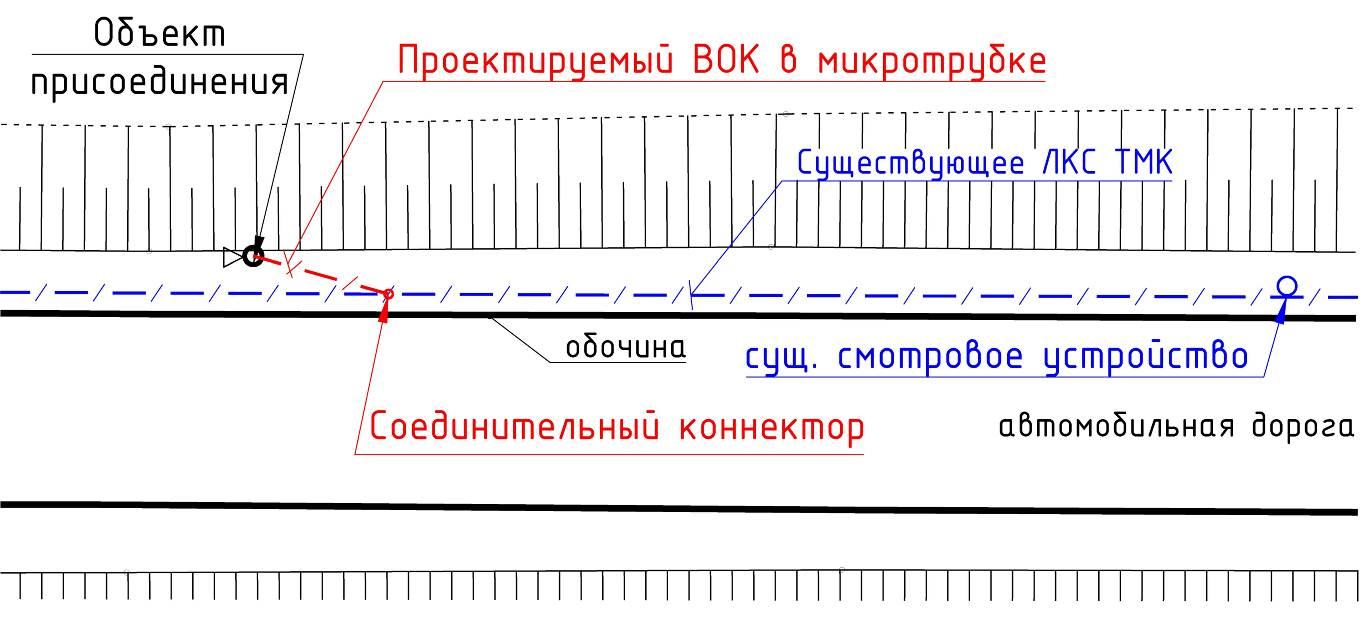 Объект
присоединения
Проектируемый ВОК в микротрубке
Существующее ЛКС ТМК
обочина
сущ. смотровое устройство
Соединительный коннектор
автомобильная дорога